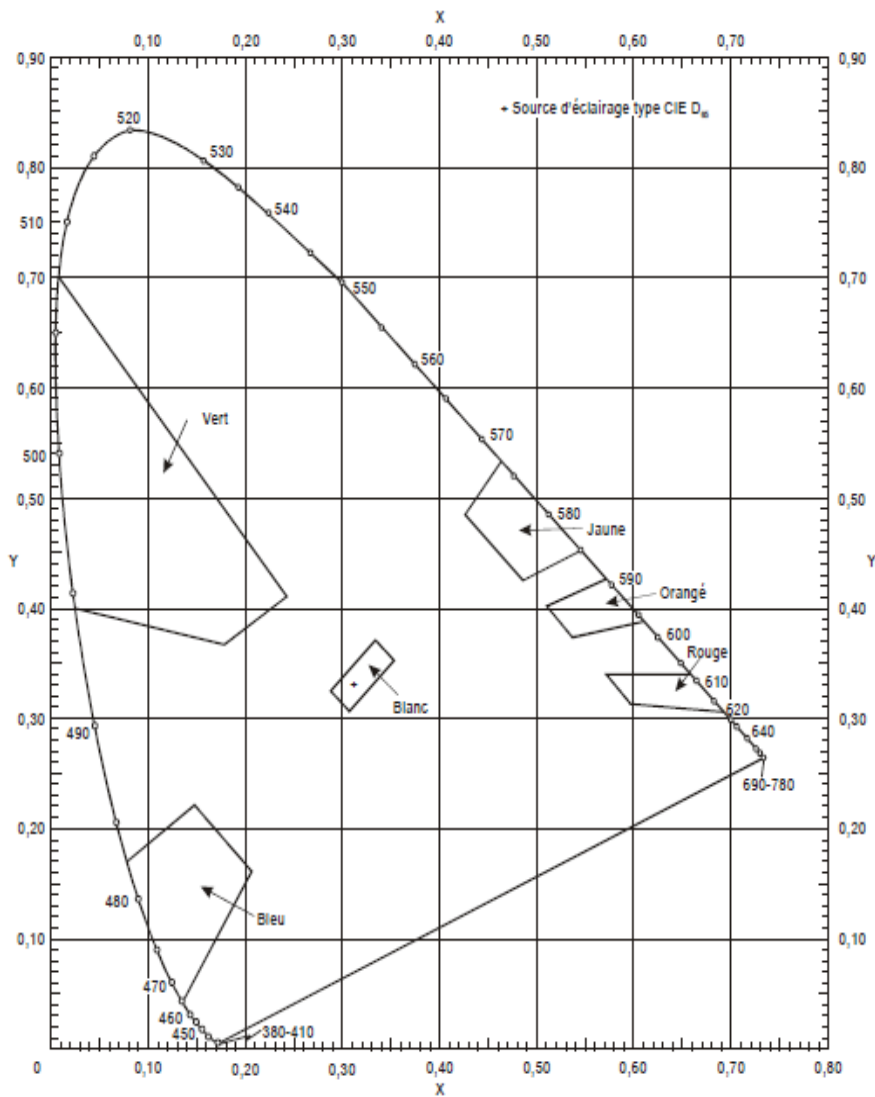 X
0,10 0,20 0,30 0,40 0,50 0,60 0,70
0,90 0,90
+ Source d'éclairage type CIE D₆₅
520
530
0,80 0,80
540
510
0,70 0,70
550
560
0,60 0,60
Vert
570
500
0,50 580 0,50
Jaune
Y Y
590
Orangé
0,40 0,40
600
Rouge
610
Blanc
0,30 620 0,30
490 640
690-780
0,20 0,20
480
Bleu
0,10 0,10
470
460
450 380-410
0 0,10 0,20 0,30 0,40 0,50 0,60 0,70 0,80
X